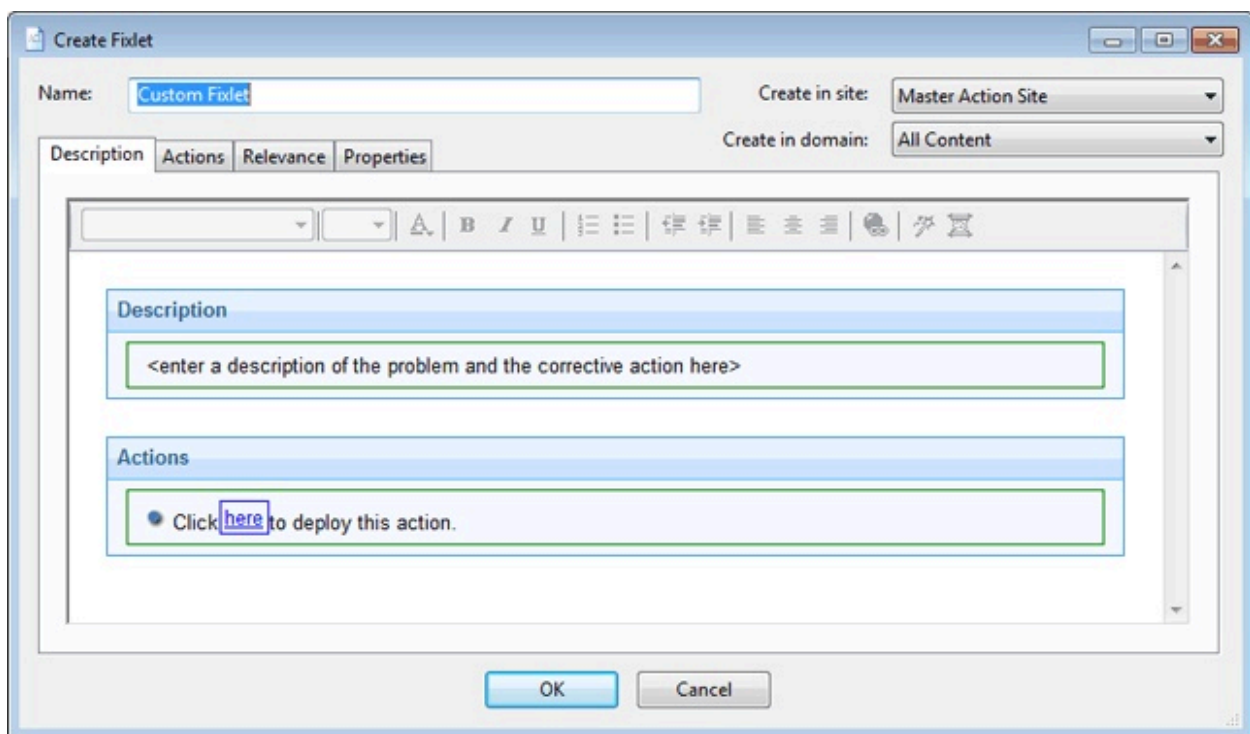 Create Fixlet
Name: Custom Fixlet Create in site: Master Action Site
Create in domain: All Content
Description Actions Relevance Properties
A B I U
Description
<enter a description of the problem and the corrective action here>
Actions
Click here to deploy this action.
OK Cancel